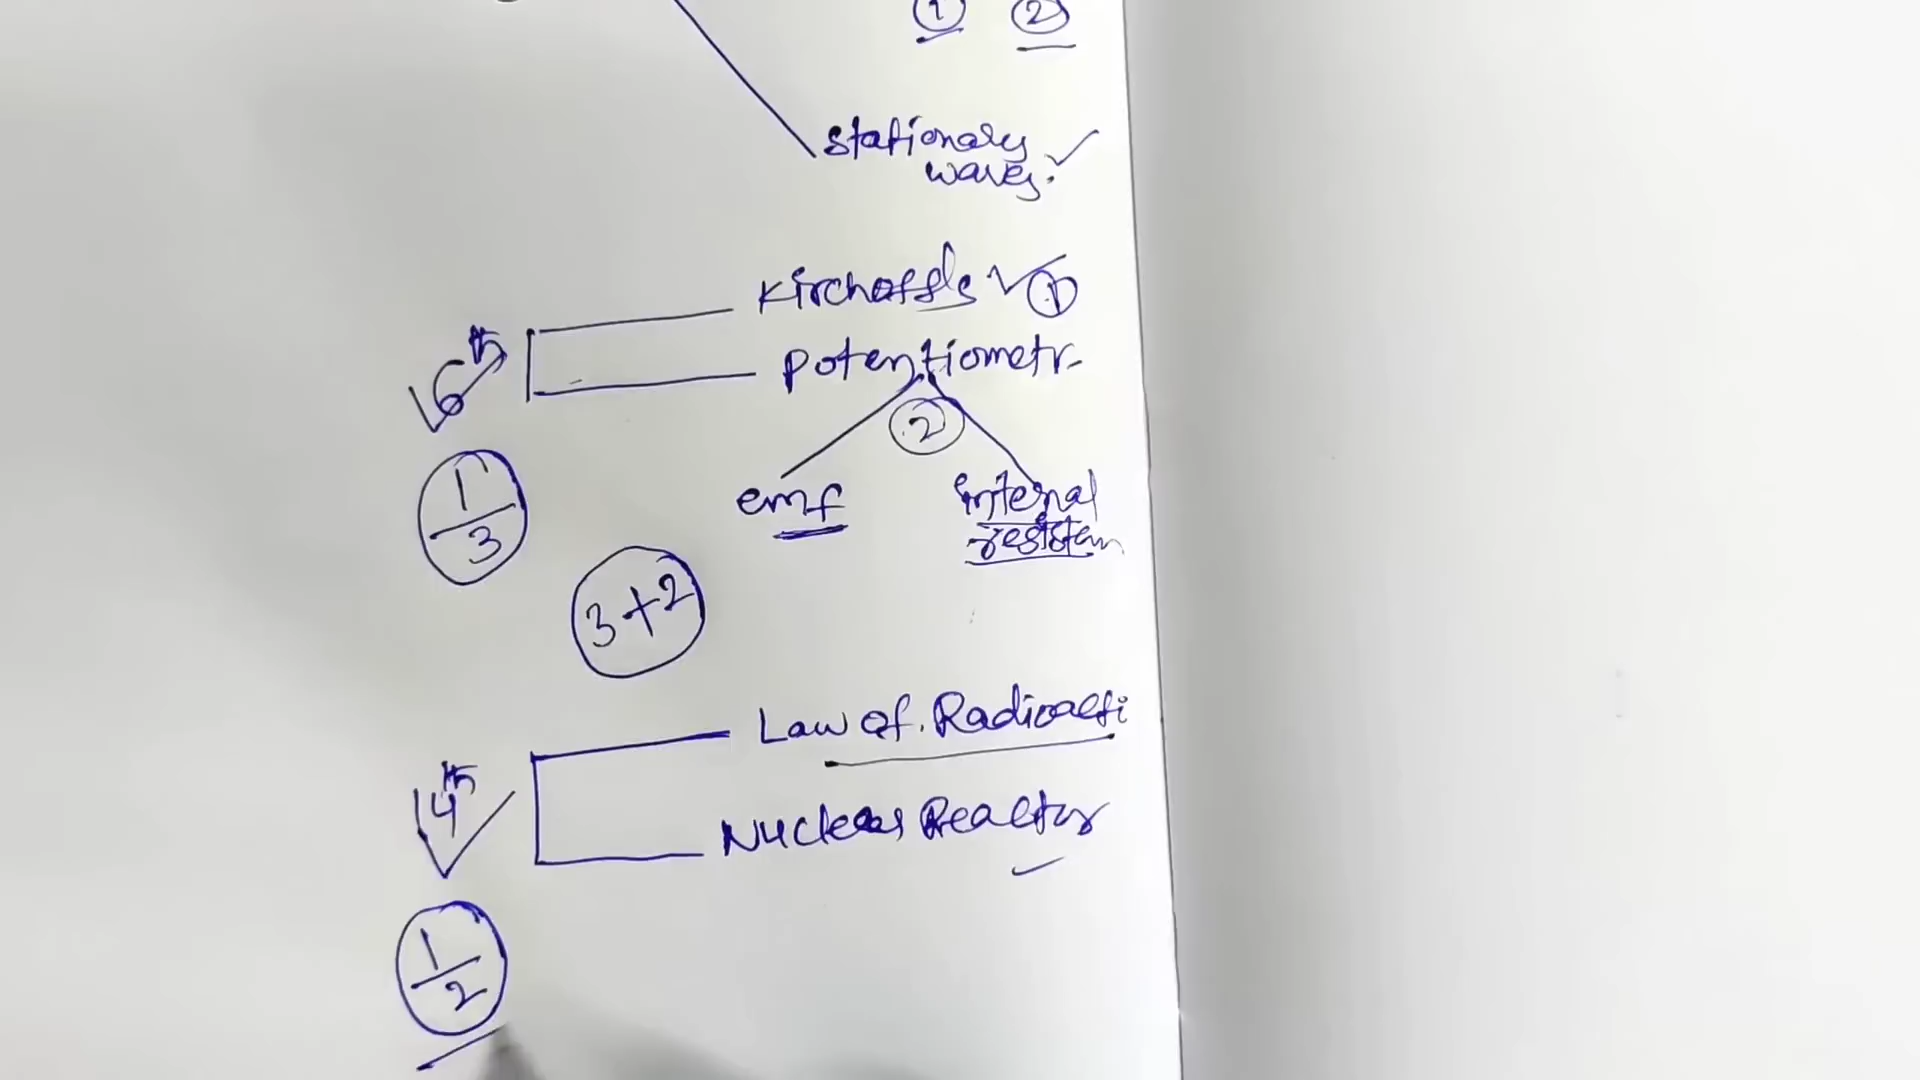 1 2
Stationary
waves.
Kirchoff's 1
6th
Potentiometr
2
1/3
emf
internal
resistan
3+2
Law of. Radioacti
14th
Nuclear Reactor
1/2